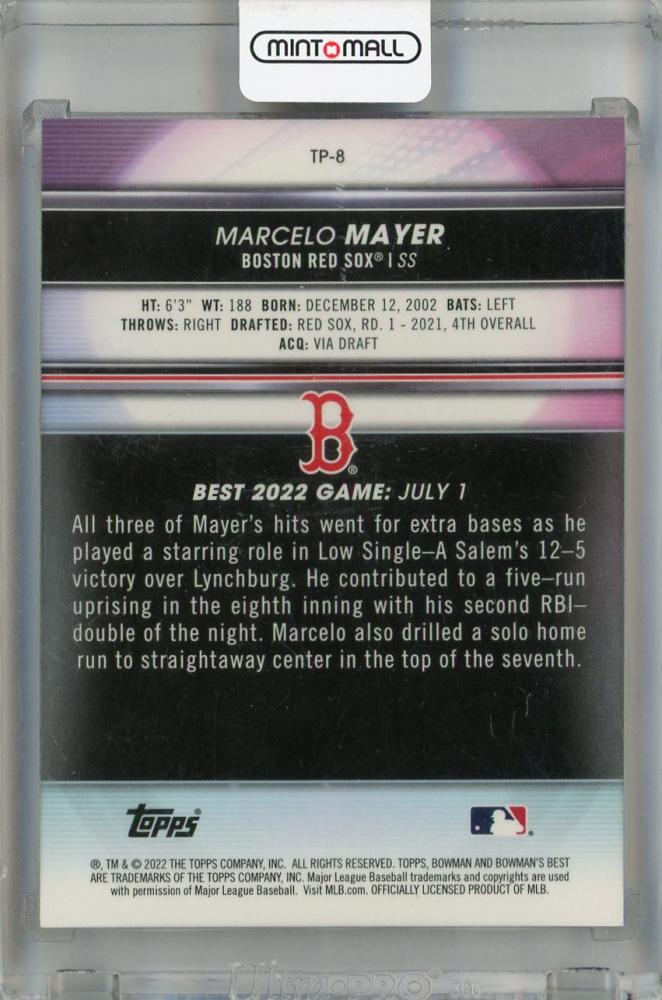 MINTMALL
TP-8
MARCELO MAYER
BOSTON RED SOX® | SS
HT: 6'3" WT: 188 BORN: DECEMBER 12, 2002 BATS: LEFT
THROWS: RIGHT DRAFTED: RED SOX, RD. 1 - 2021, 4TH OVERALL
ACQ: VIA DRAFT
B®
BEST 2022 GAME: JULY 1
All three of Mayer's hits went for extra bases as he
played a starring role in Low Single–A Salem's 12–5
victory over Lynchburg. He contributed to a five–run
uprising in the eighth inning with his second RBI–
double of the night. Marcelo also drilled a solo home
run to straightaway center in the top of the seventh.
topps®
®, TM & © 2022 THE TOPPS COMPANY, INC. ALL RIGHTS RESERVED. TOPPS, BOWMAN AND BOWMAN'S BEST
ARE TRADEMARKS OF THE TOPPS COMPANY, INC. Major League Baseball trademarks and copyrights are used
with permission of Major League Baseball. Visit MLB.com. OFFICIALLY LICENSED PRODUCT OF MLB.
Ultra·PRO®